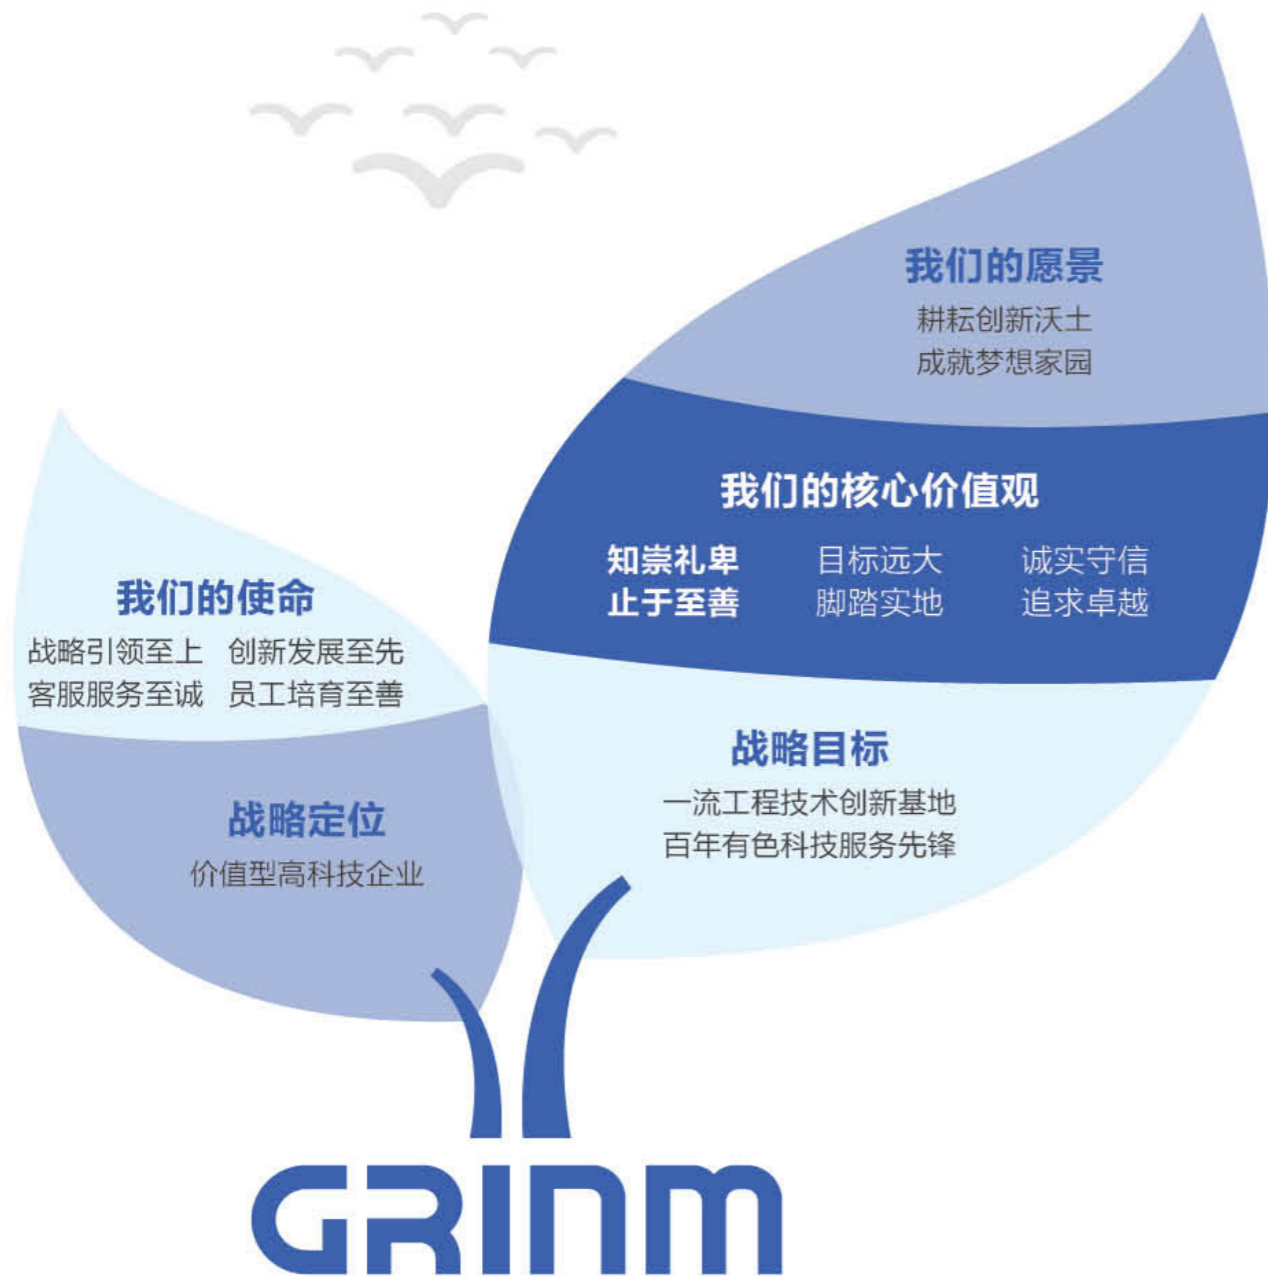 我们的愿景
耕耘创新沃土
成就梦想家园
我们的核心价值观
知崇礼卑 目标远大 诚实守信
止于至善 脚踏实地 追求卓越
我们的使命
战略引领至上 创新发展至先
客服服务至诚 员工培育至善
战略目标
一流工程技术创新基地
百年有色科技服务先锋
战略定位
价值型高科技企业
GRINM